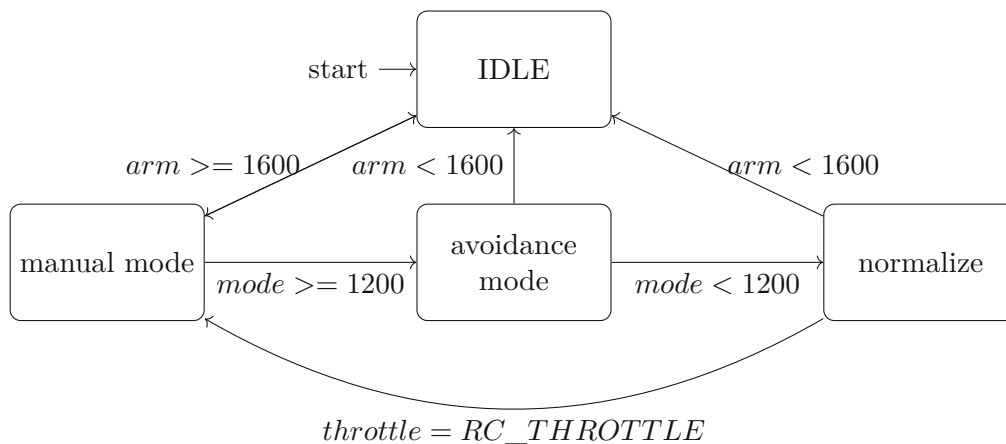 start
IDLE
arm >= 1600
arm < 1600
arm < 1600
manual mode
avoidance
mode
normalize
mode >= 1200
mode < 1200
throttle = RC_THROTTLE